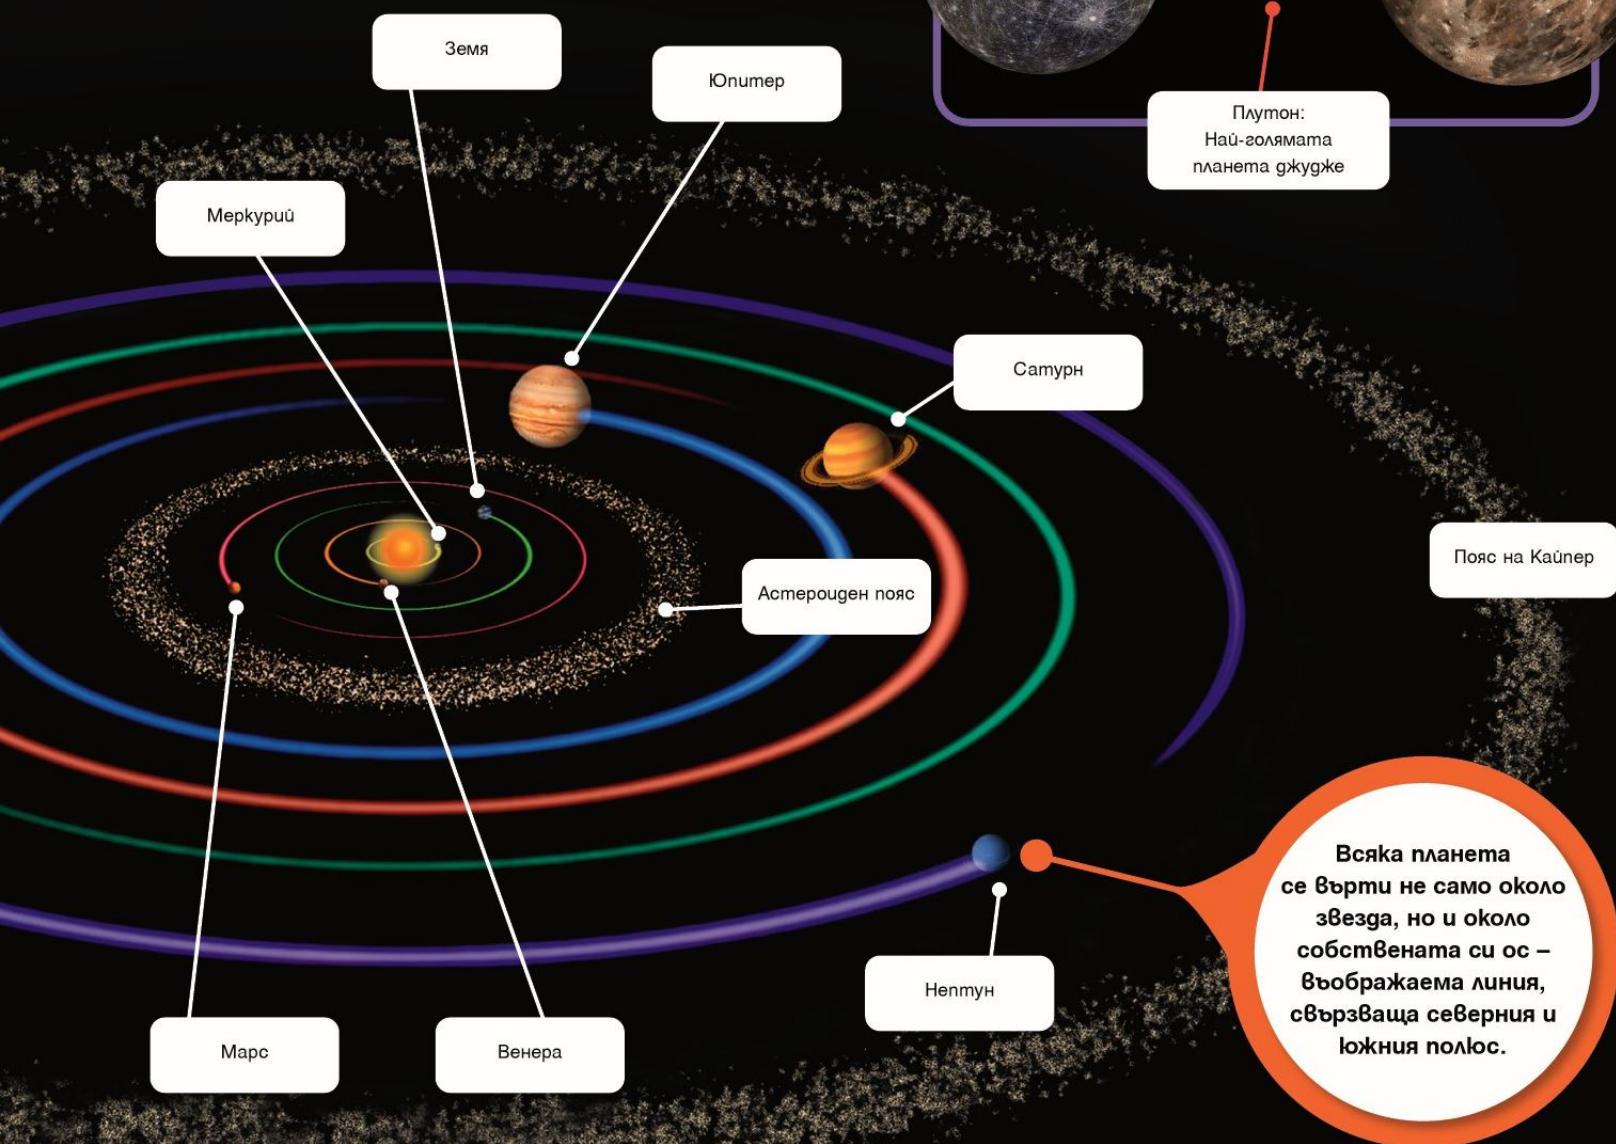 Земя
Юпитер
Плутон:
Най-голямата
планета джудже
Меркурий
Сатурн
Пояс на Кайпер
Астероиден пояс
Всяка планета
се върти не само около
звезда, но и около
собствената си ос –
въображаема линия,
свързваща северния и
южния полюс.
Нептун
Марс
Венера